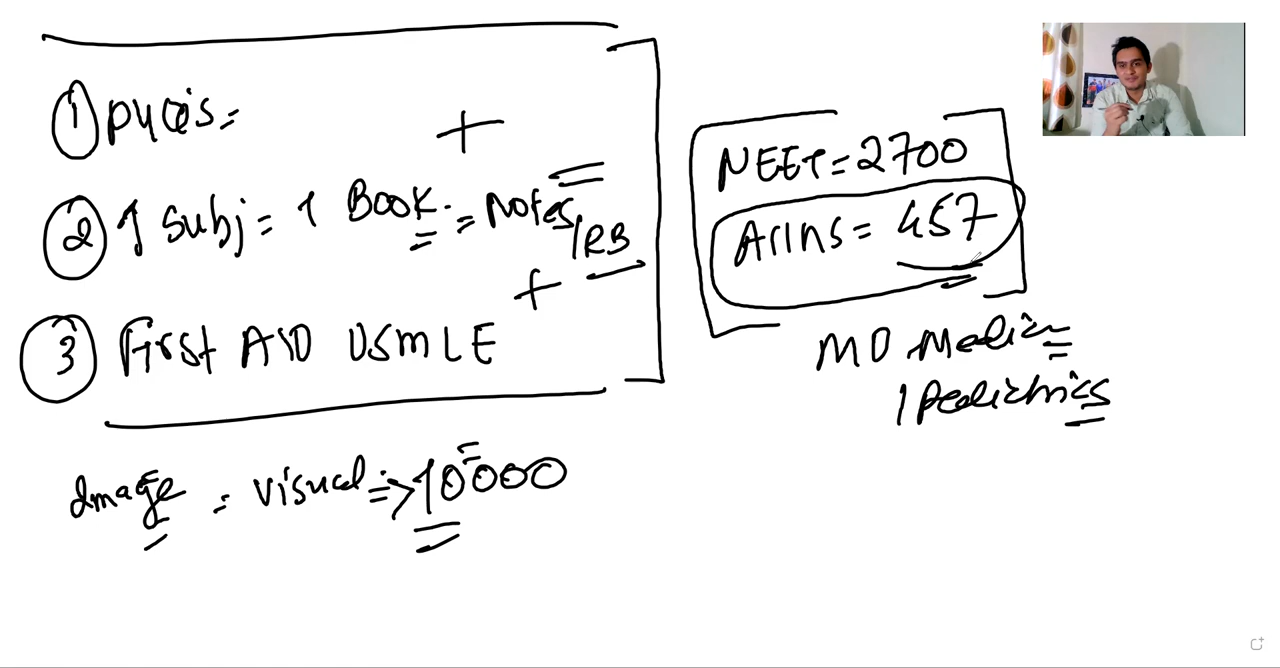 1 PYQ's =
+
2 1 Subj = 1 Book = Notes
/RB
+
3 First AID USMLE
Image = visual => 10000
NEET = 2700
AIIMS = 457
MD Medicine
/ Pediatrics